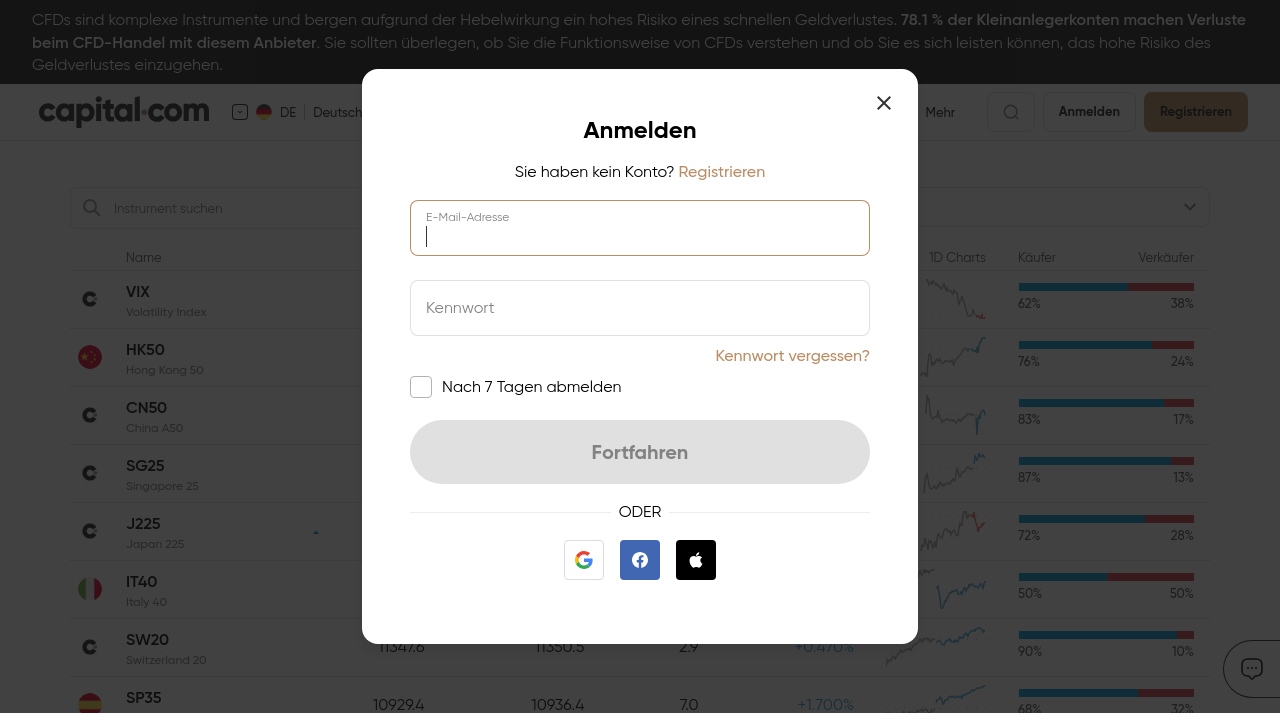 CFDs sind komplexe Instrumente und bergen aufgrund der Hebelwirkung ein hohes Risiko eines schnellen Geldverlustes. 78.1 % der Kleinanlegerkonten machen Verluste
beim CFD-Handel mit diesem Anbieter. Sie sollten überlegen, ob Sie die Funktionsweise von CFDs verstehen und ob Sie es sich leisten können, das hohe Risiko des
Geldverlustes einzugehen.
capital.com DE Deutsch Mehr Anmelden Registrieren
Anmelden
Sie haben kein Konto? Registrieren
E-Mail-Adresse
Kennwort
Kennwort vergessen?
Nach 7 Tagen abmelden
Fortfahren
ODER
Instrument suchen
Name 1D Charts Käufer Verkäufer
VIX
Volatility Index 62% 38%
HK50
Hong Kong 50 76% 24%
CN50
China A50 83% 17%
SG25
Singapore 25 87% 13%
J225
Japan 225 72% 28%
IT40
Italy 40 50% 50%
SW20 11347.6 11350.5 2.9 +0.470%
Switzerland 20 90% 10%
SP35 10929.4 10936.4 7.0 +1.700%
68% 32%